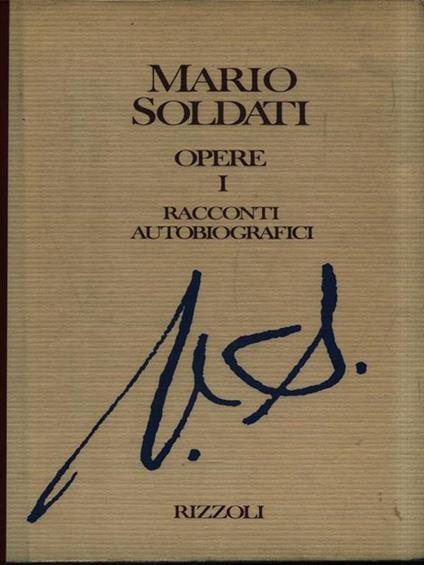 MARIO
SOLDATI
OPERE
I
RACCONTI
AUTOBIOGRAFICI
M.S.
RIZZOLI